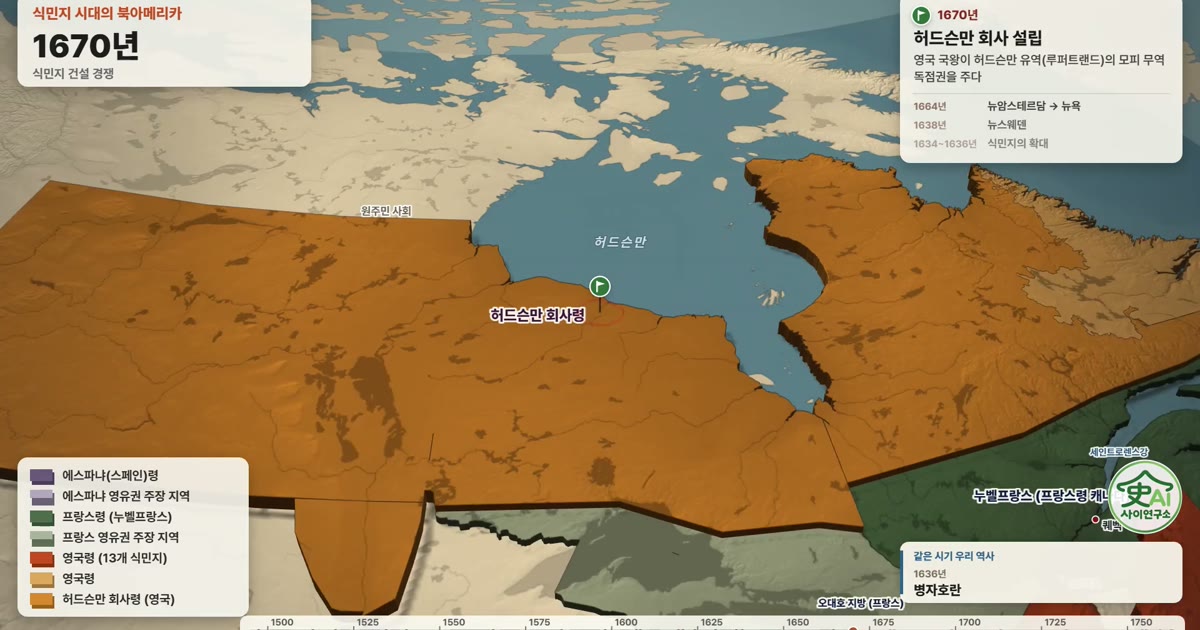 식민지 시대의 북아메리카
1670년
식민지 건설 경쟁
1670년
허드슨만 회사 설립
영국 국왕이 허드슨만 유역(루퍼트랜드)의 모피 무역
독점권을 주다
1664년 뉴암스테르담 → 뉴욕
1638년 뉴스웨덴
1634~1636년 식민지의 확대
원주민 사회
허드슨만
허드슨만 회사령
세인트로렌스강
누벨프랑스 (프랑스령 캐나
퀘벡
史AI
사이연구소
에스파냐(스페인)령
에스파냐 영유권 주장 지역
프랑스령 (누벨프랑스)
프랑스 영유권 주장 지역
영국령 (13개 식민지)
영국령
허드슨만 회사령 (영국)
같은 시기 우리 역사
1636년
병자호란
오대호 지방 (프랑스)
1500 1525 1550 1575 1600 1625 1650 1675 1700 1725 1750